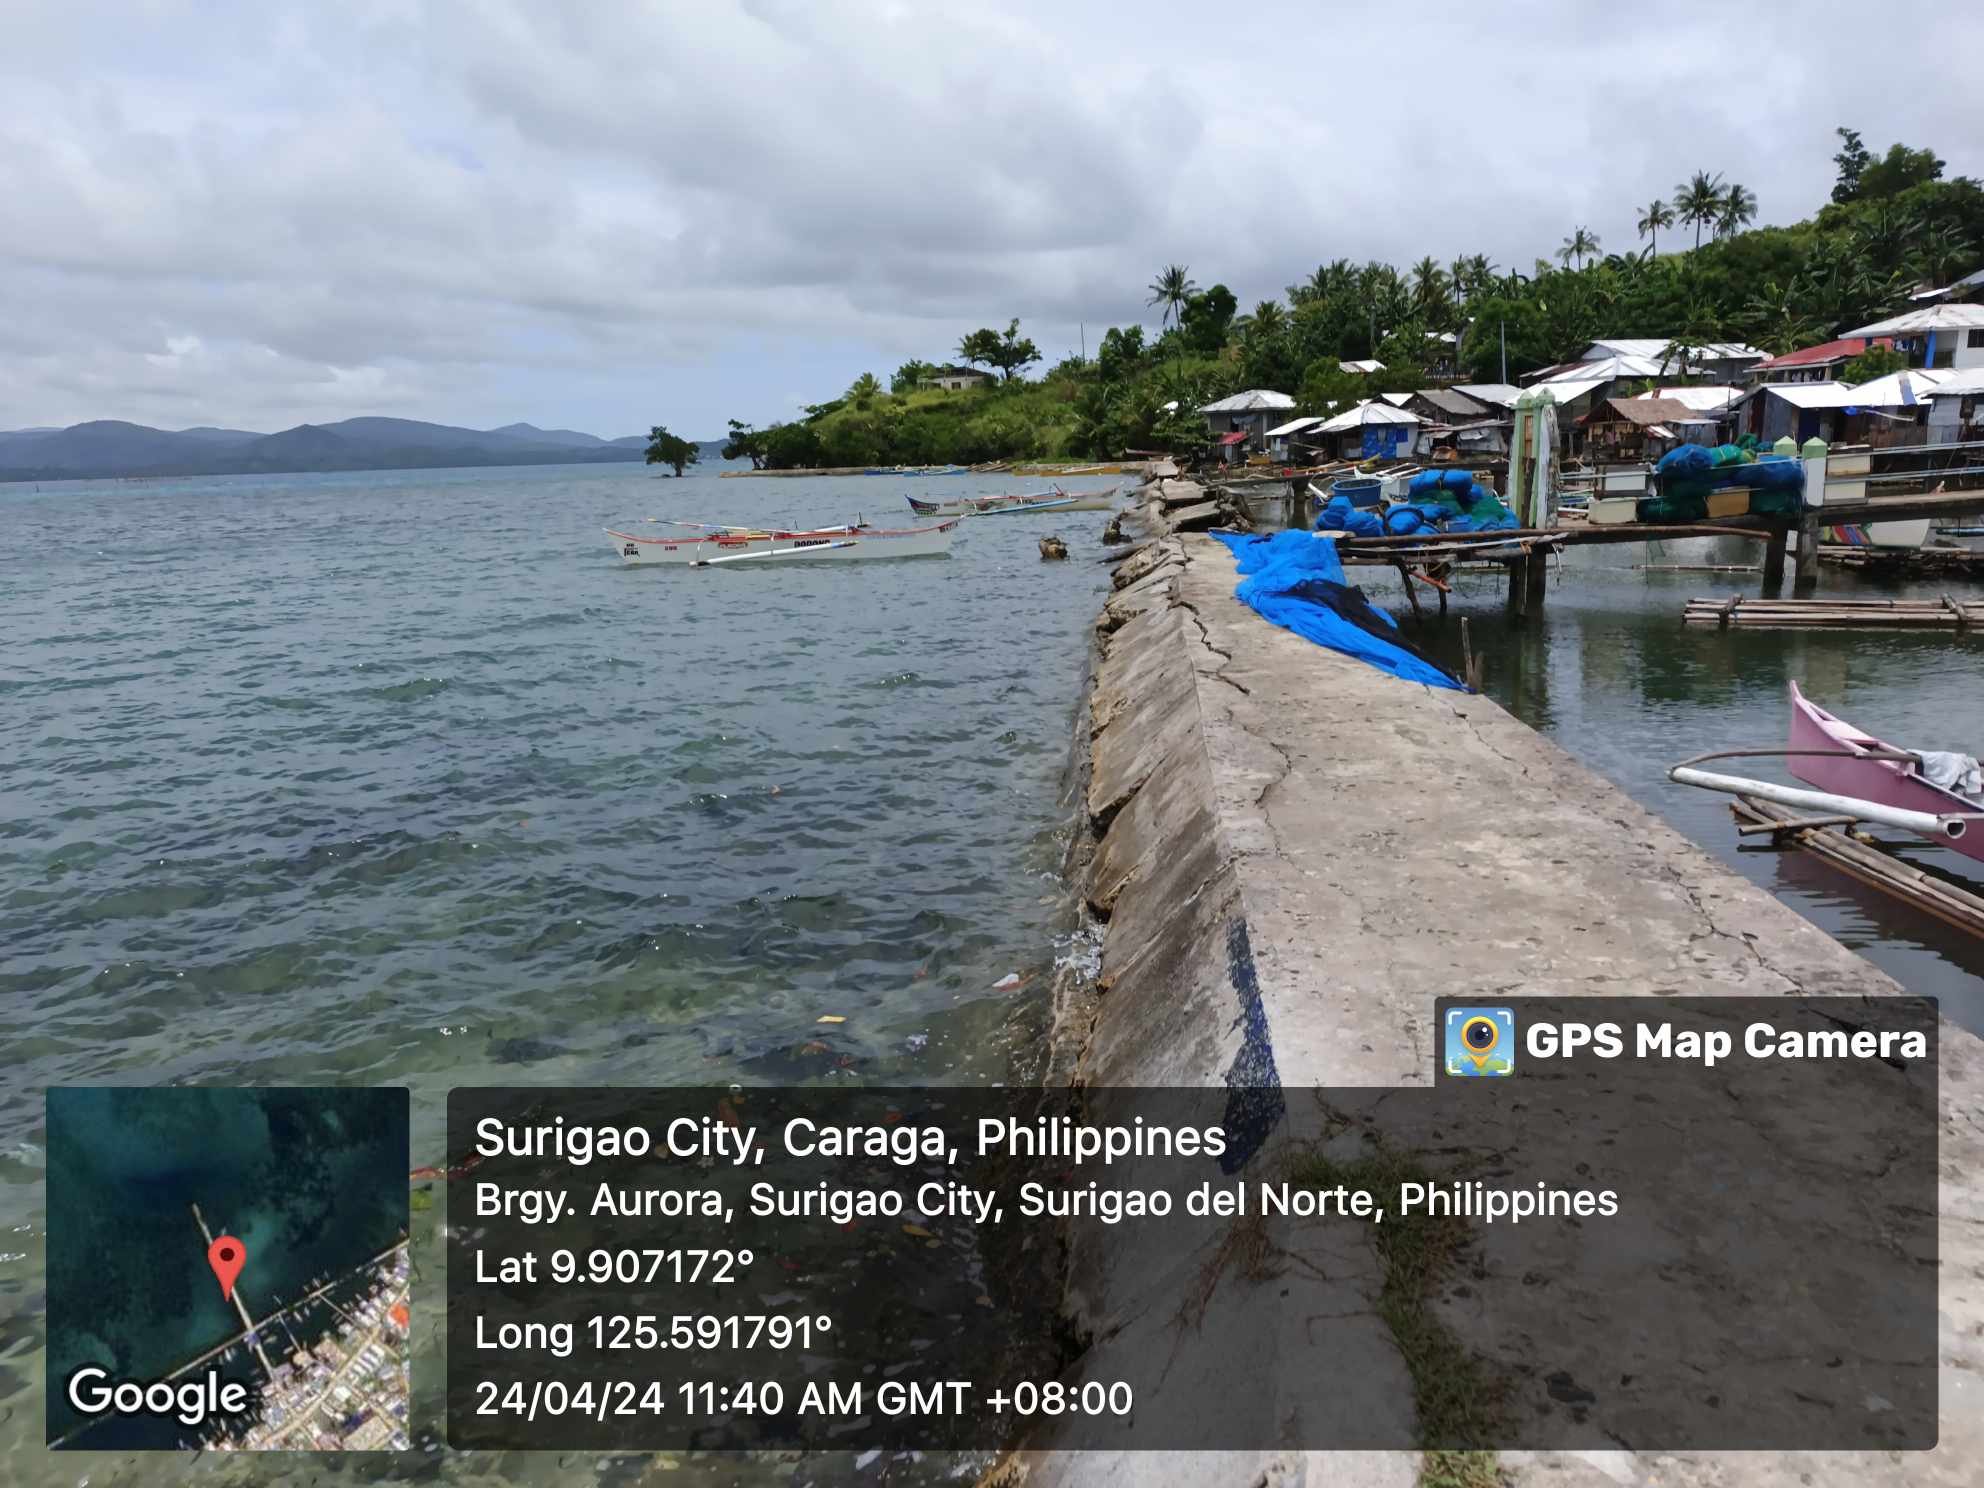 GPS Map Camera
Surigao City, Caraga, Philippines
Brgy. Aurora, Surigao City, Surigao del Norte, Philippines
Lat 9.907172°
Long 125.591791°
24/04/24 11:40 AM GMT +08:00
Google